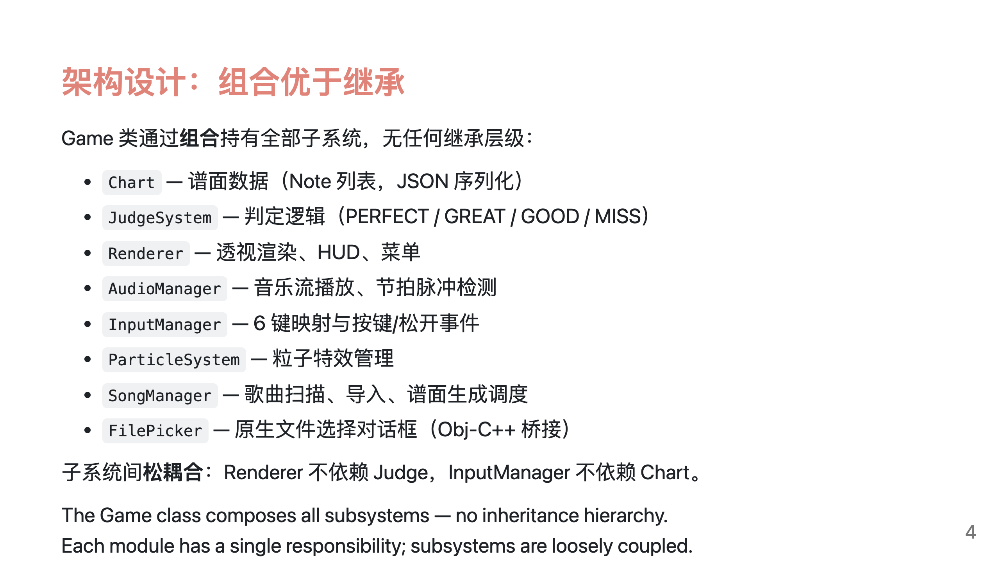 架构设计：组合优于继承
Game 类通过组合持有全部子系统，无任何继承层级：
• Chart — 谱面数据（Note 列表，JSON 序列化）
• JudgeSystem — 判定逻辑（PERFECT / GREAT / GOOD / MISS）
• Renderer — 透视渲染、HUD、菜单
• AudioManager — 音乐流播放、节拍脉冲检测
• InputManager — 6 键映射与按键/松开事件
• ParticleSystem — 粒子特效管理
• SongManager — 歌曲扫描、导入、谱面生成调度
• FilePicker — 原生文件选择对话框（Obj-C++ 桥接）
子系统间松耦合：Renderer 不依赖 Judge，InputManager 不依赖 Chart。
The Game class composes all subsystems — no inheritance hierarchy.
Each module has a single responsibility; subsystems are loosely coupled.
4